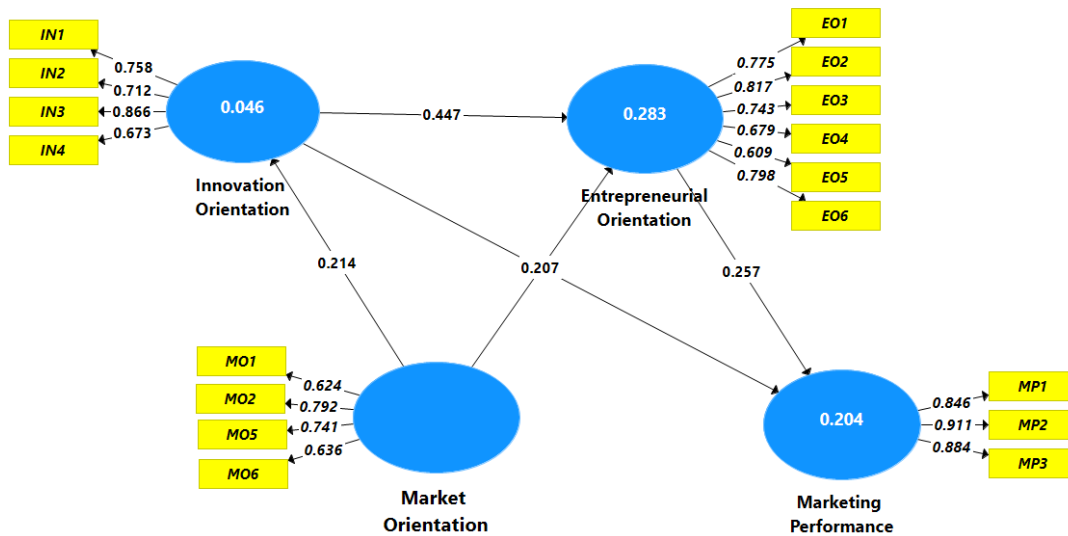 IN1
IN2
IN3
IN4
0.758
0.712
0.866
0.673
0.046
Innovation
Orientation
0.447
0.283
Entrepreneurial
Orientation
0.775
0.817
0.743
0.679
0.609
0.798
EO1
EO2
EO3
EO4
EO5
EO6
0.214
0.207
0.257
MO1
MO2
MO5
MO6
0.624
0.792
0.741
0.636
Market
Orientation
0.204
Marketing
Performance
0.846
0.911
0.884
MP1
MP2
MP3